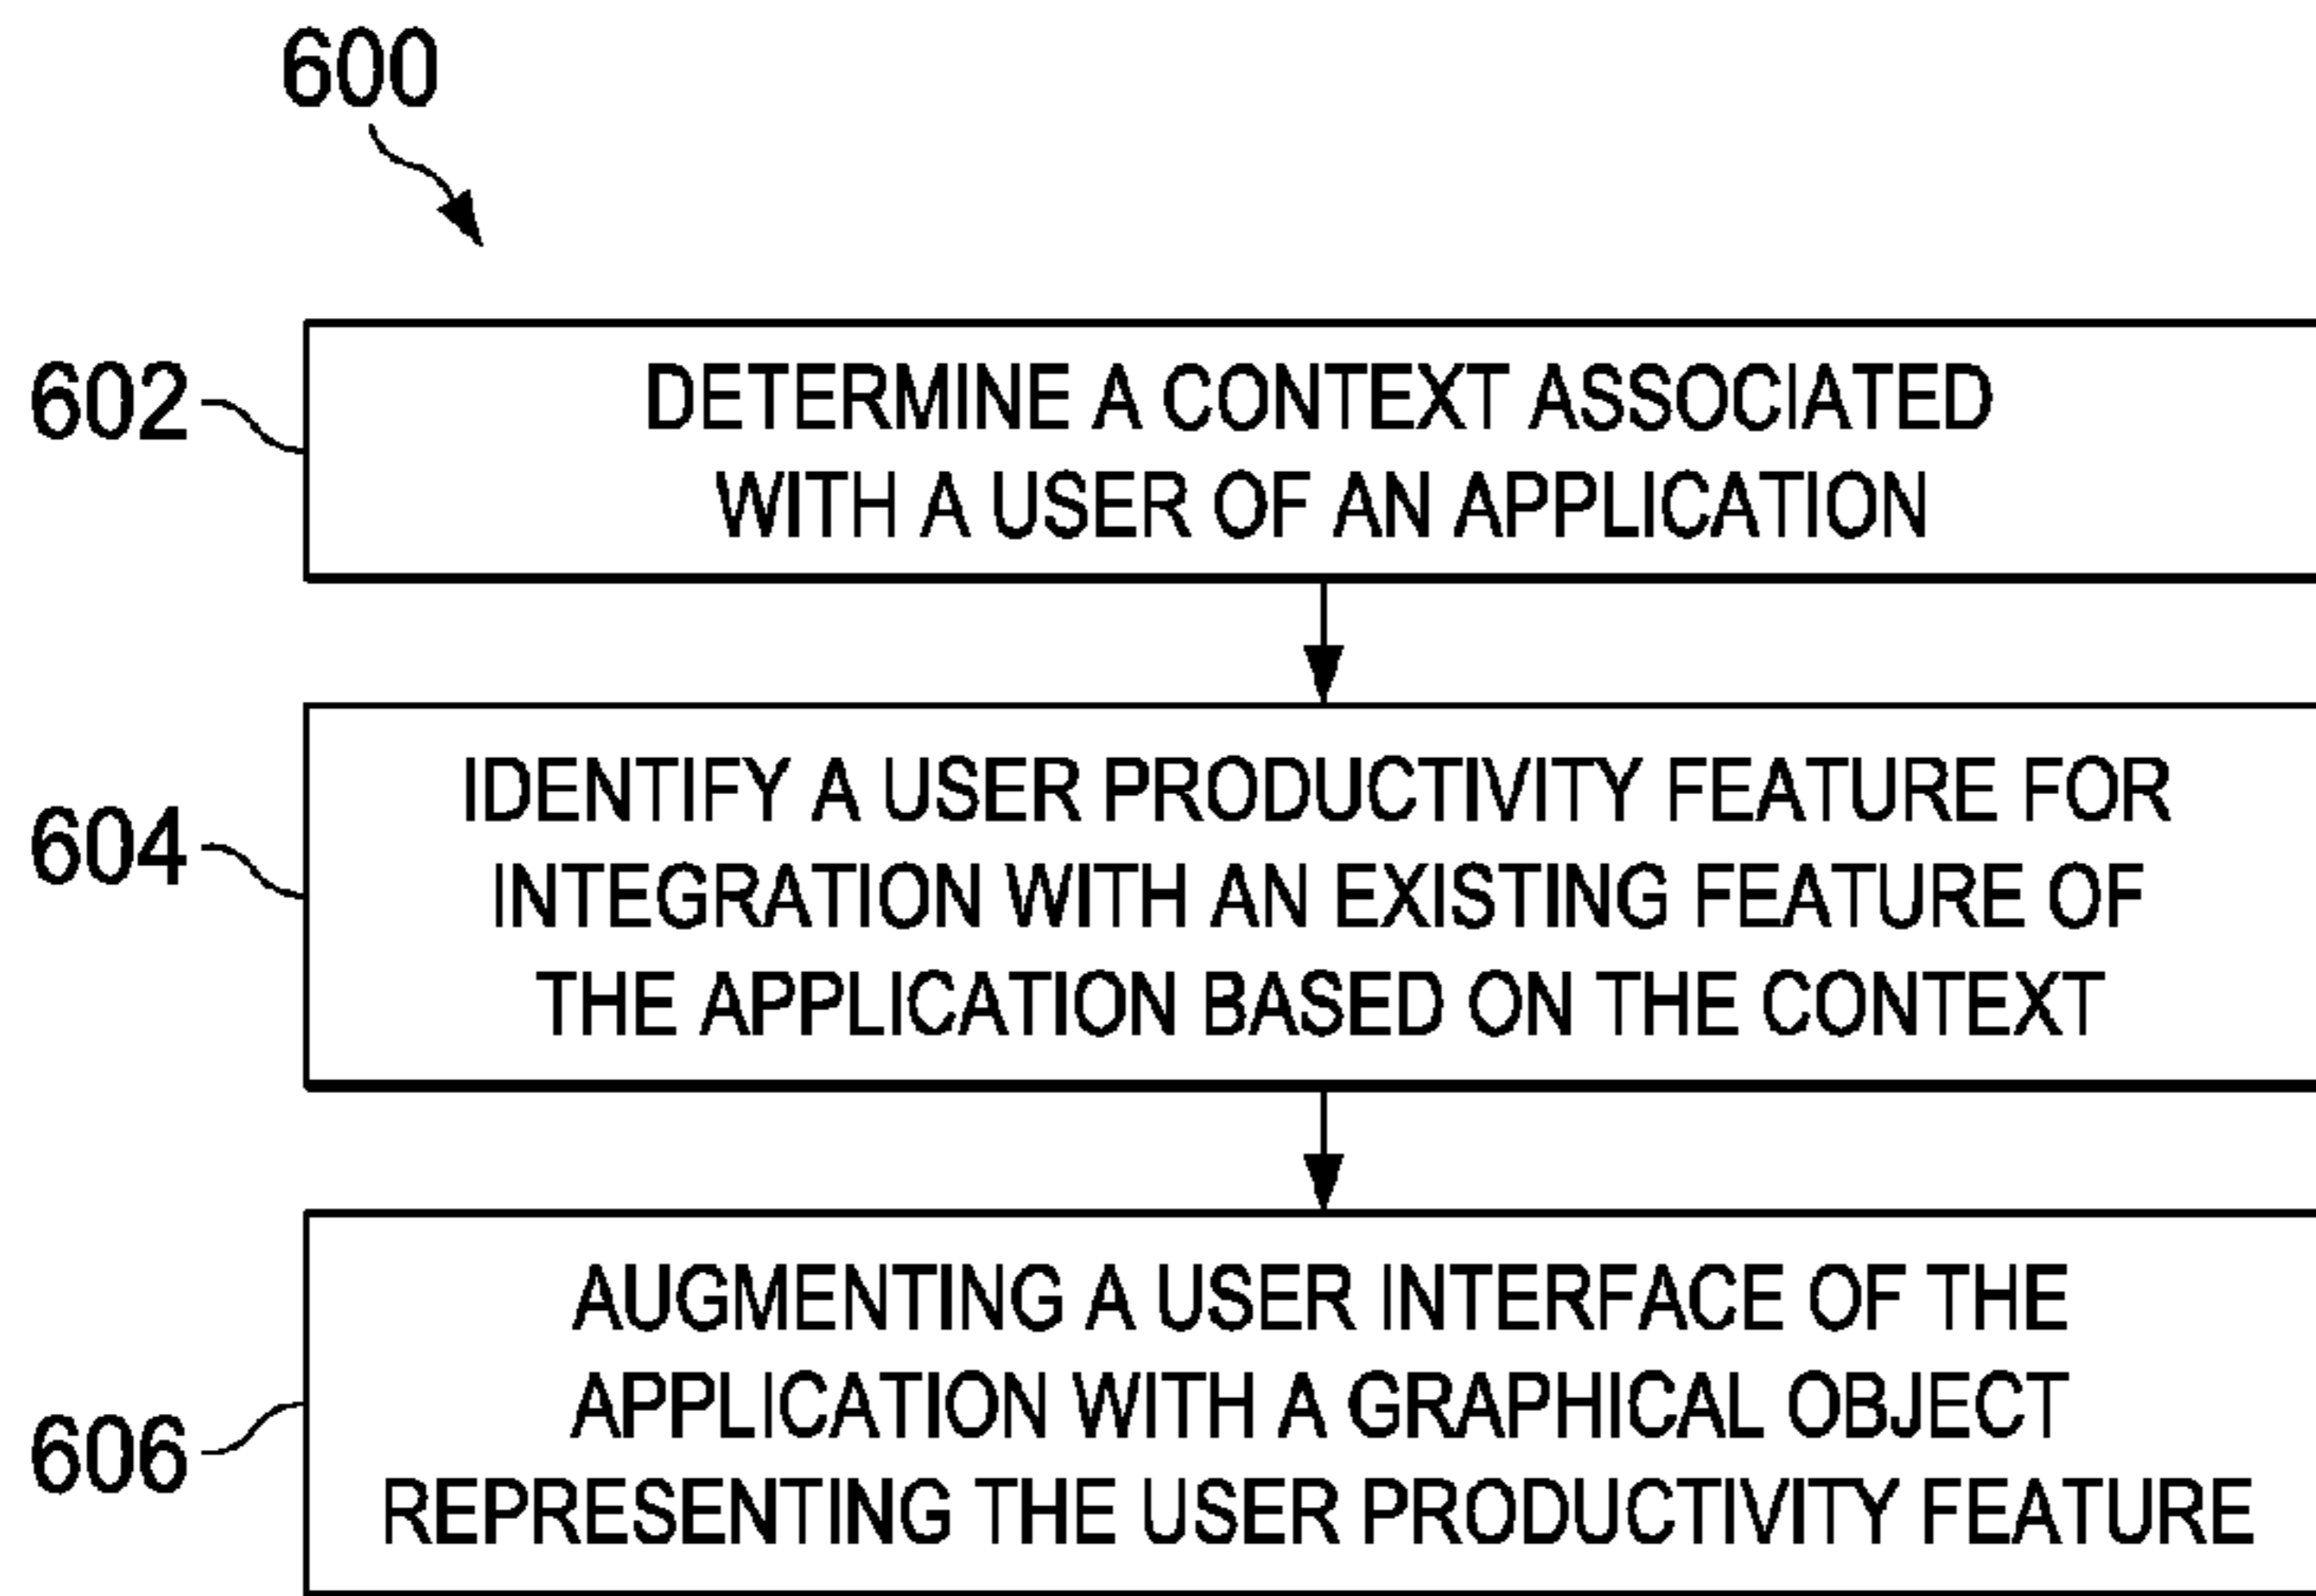 600
602
DETERMINE A CONTEXT ASSOCIATED
WITH A USER OF AN APPLICATION
604
IDENTIFY A USER PRODUCTIVITY FEATURE FOR
INTEGRATION WITH AN EXISTING FEATURE OF
THE APPLICATION BASED ON THE CONTEXT
606
AUGMENTING A USER INTERFACE OF THE
APPLICATION WITH A GRAPHICAL OBJECT
REPRESENTING THE USER PRODUCTIVITY FEATURE